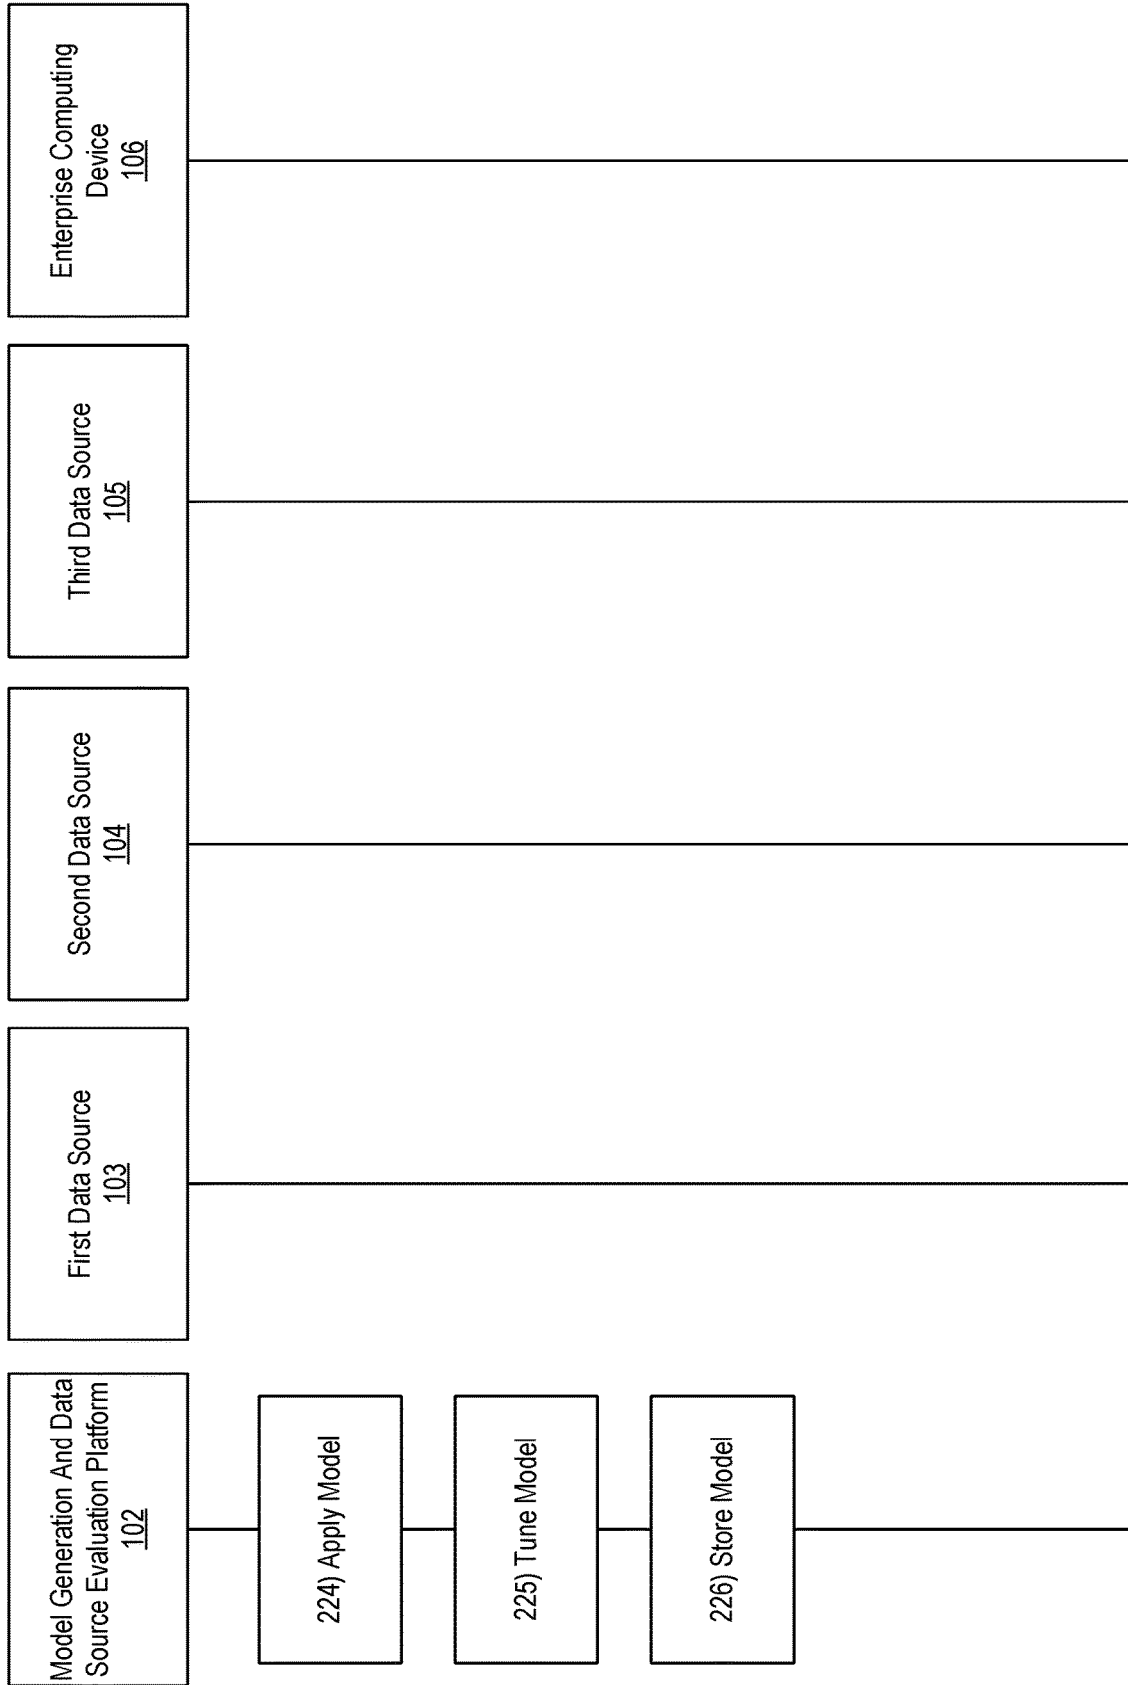 Model Generation And Data
Source Evaluation Platform
102
First Data Source
103
Second Data Source
104
Third Data Source
105
Enterprise Computing
Device
106
224) Apply Model
225) Tune Model
226) Store Model